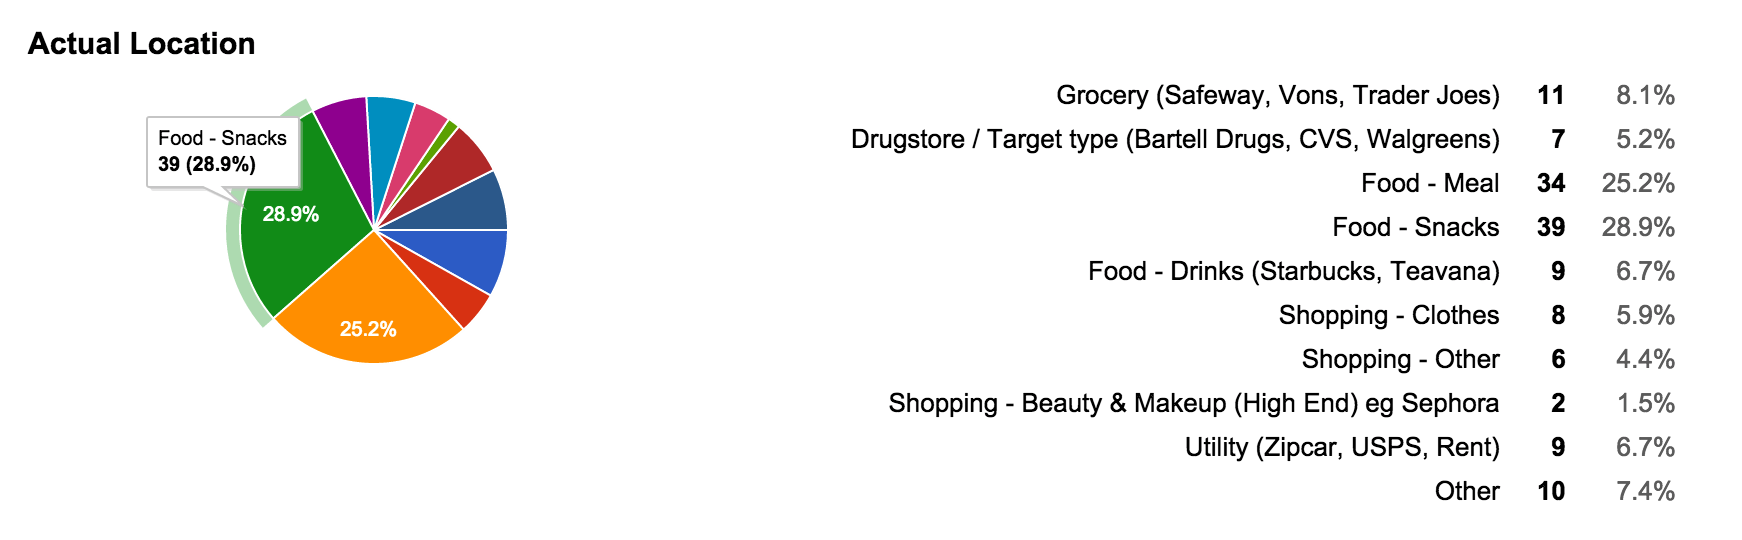 Actual Location
Food - Snacks
39 (28.9%)
28.9%
25.2%
Grocery (Safeway, Vons, Trader Joes) 11 8.1%
Drugstore / Target type (Bartell Drugs, CVS, Walgreens) 7 5.2%
Food - Meal 34 25.2%
Food - Snacks 39 28.9%
Food - Drinks (Starbucks, Teavana) 9 6.7%
Shopping - Clothes 8 5.9%
Shopping - Other 6 4.4%
Shopping - Beauty & Makeup (High End) eg Sephora 2 1.5%
Utility (Zipcar, USPS, Rent) 9 6.7%
Other 10 7.4%